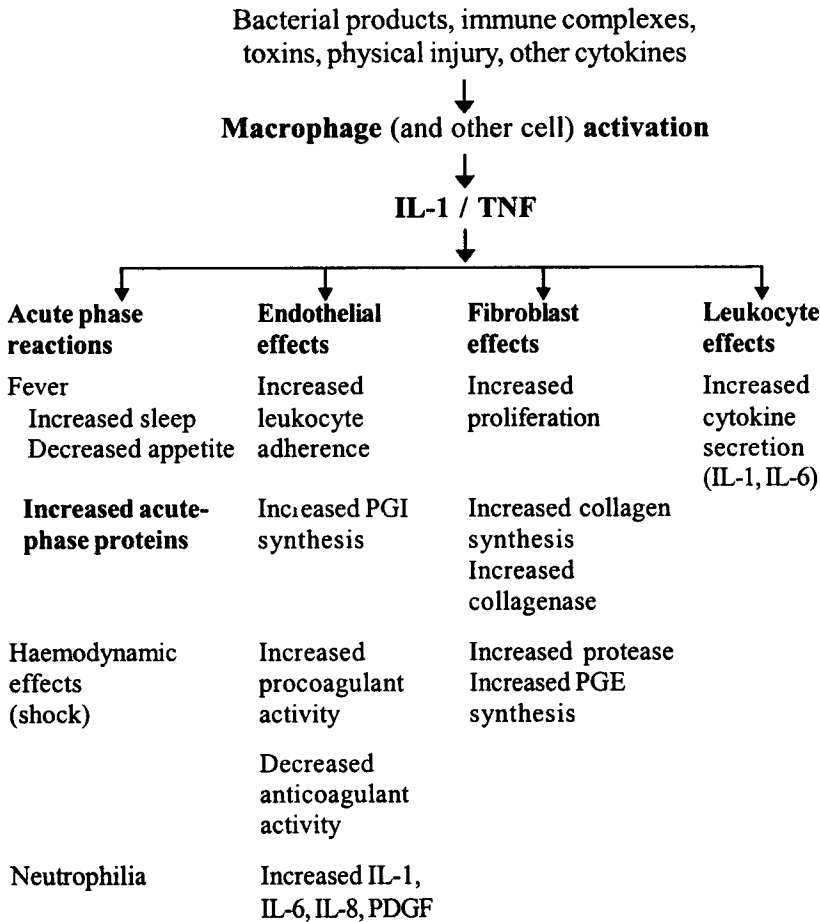 Bacterial products, immune complexes,
toxins, physical injury, other cytokines
Macrophage (and other cell) activation
IL-1 / TNF
Acute phase
reactions
Fever
Increased sleep
Decreased appetite
Increased acute-
phase proteins
Haemodynamic
effects
(shock)
Neutrophilia
Endothelial
effects
Increased
leukocyte
adherence
Increased PGI
synthesis
Increased
procoagulant
activity
Decreased
anticoagulant
activity
Increased IL-1,
IL-6, IL-8, PDGF
Fibroblast
effects
Increased
proliferation
Increased collagen
synthesis
Increased
collagenase
Increased protease
Increased PGE
synthesis
Leukocyte
effects
Increased
cytokine
secretion
(IL-1, IL-6)